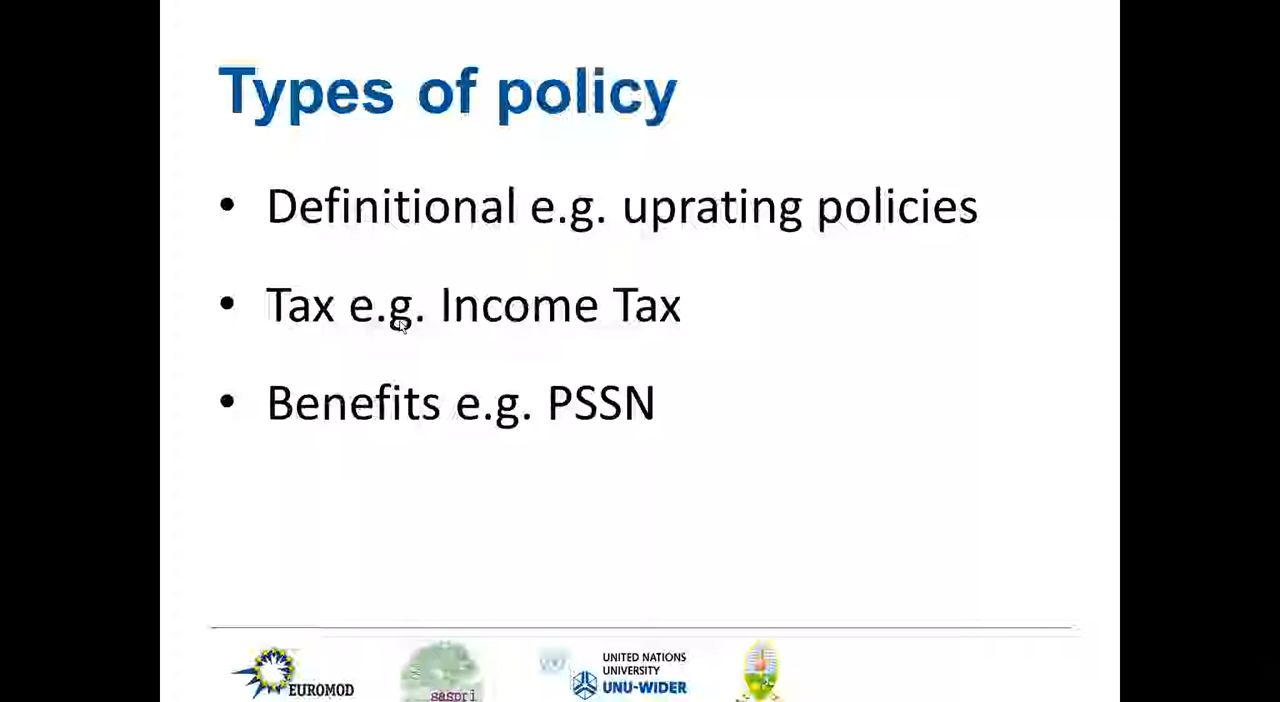 Types of policy
• Definitional e.g. uprating policies
• Tax e.g. Income Tax
• Benefits e.g. PSSN
EUROMOD
saspri
UNITED NATIONS
UNIVERSITY
UNU-WIDER